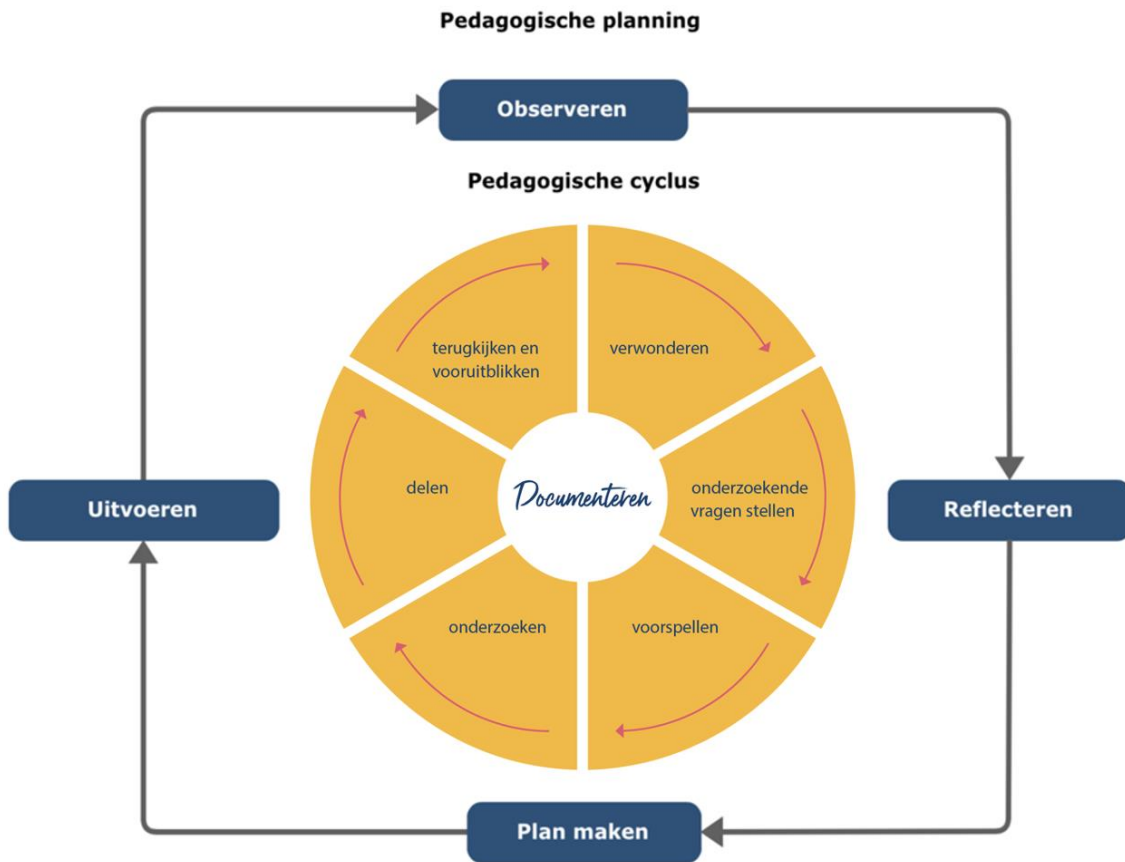 Pedagogische planning
Observeren
Pedagogische cyclus
terugkijken en
vooruitblikken
verwonderen
delen
Documenteren
onderzoekende
vragen stellen
Uitvoeren
Reflecteren
onderzoeken
voorspellen
Plan maken